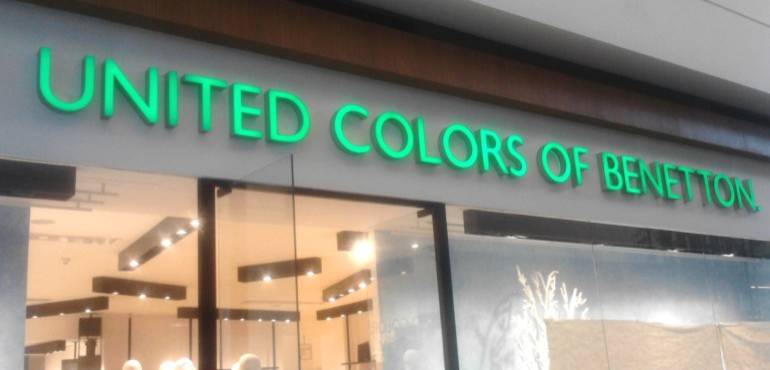 UNITED COLORS OF BENETTON.